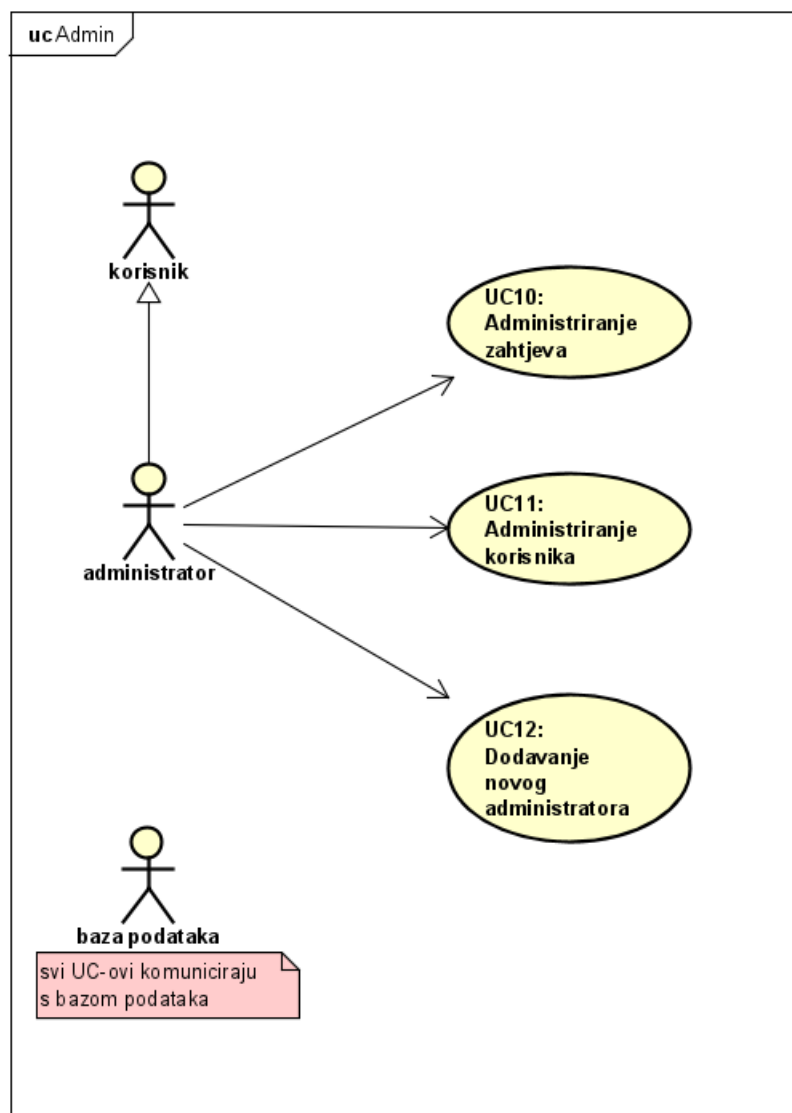 uc Admin
korisnik
UC10:
Administriranje
zahtjeva
administrator
UC11:
Administriranje
korisnika
UC12:
Dodavanje
novog
administratora
baza podataka
svi UC-ovi komuniciraju
s bazom podataka